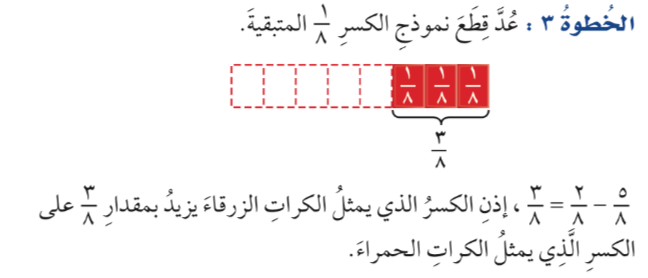 الخُطوةُ ٣ : عُدَّ قِطَعَ نموذجِ الكسرِ ١/٨ المتبقيةَ.
١/٨ ١/٨ ١/٨
٣/٨
٥/٨ − ٢/٨ = ٣/٨ ، إذنِ الكسرُ الذي يمثلُ الكراتِ الزرقاءَ يزيدُ بمقدارِ ٣/٨ على
الكسرِ الَّذِي يمثلُ الكراتِ الحمراءَ.